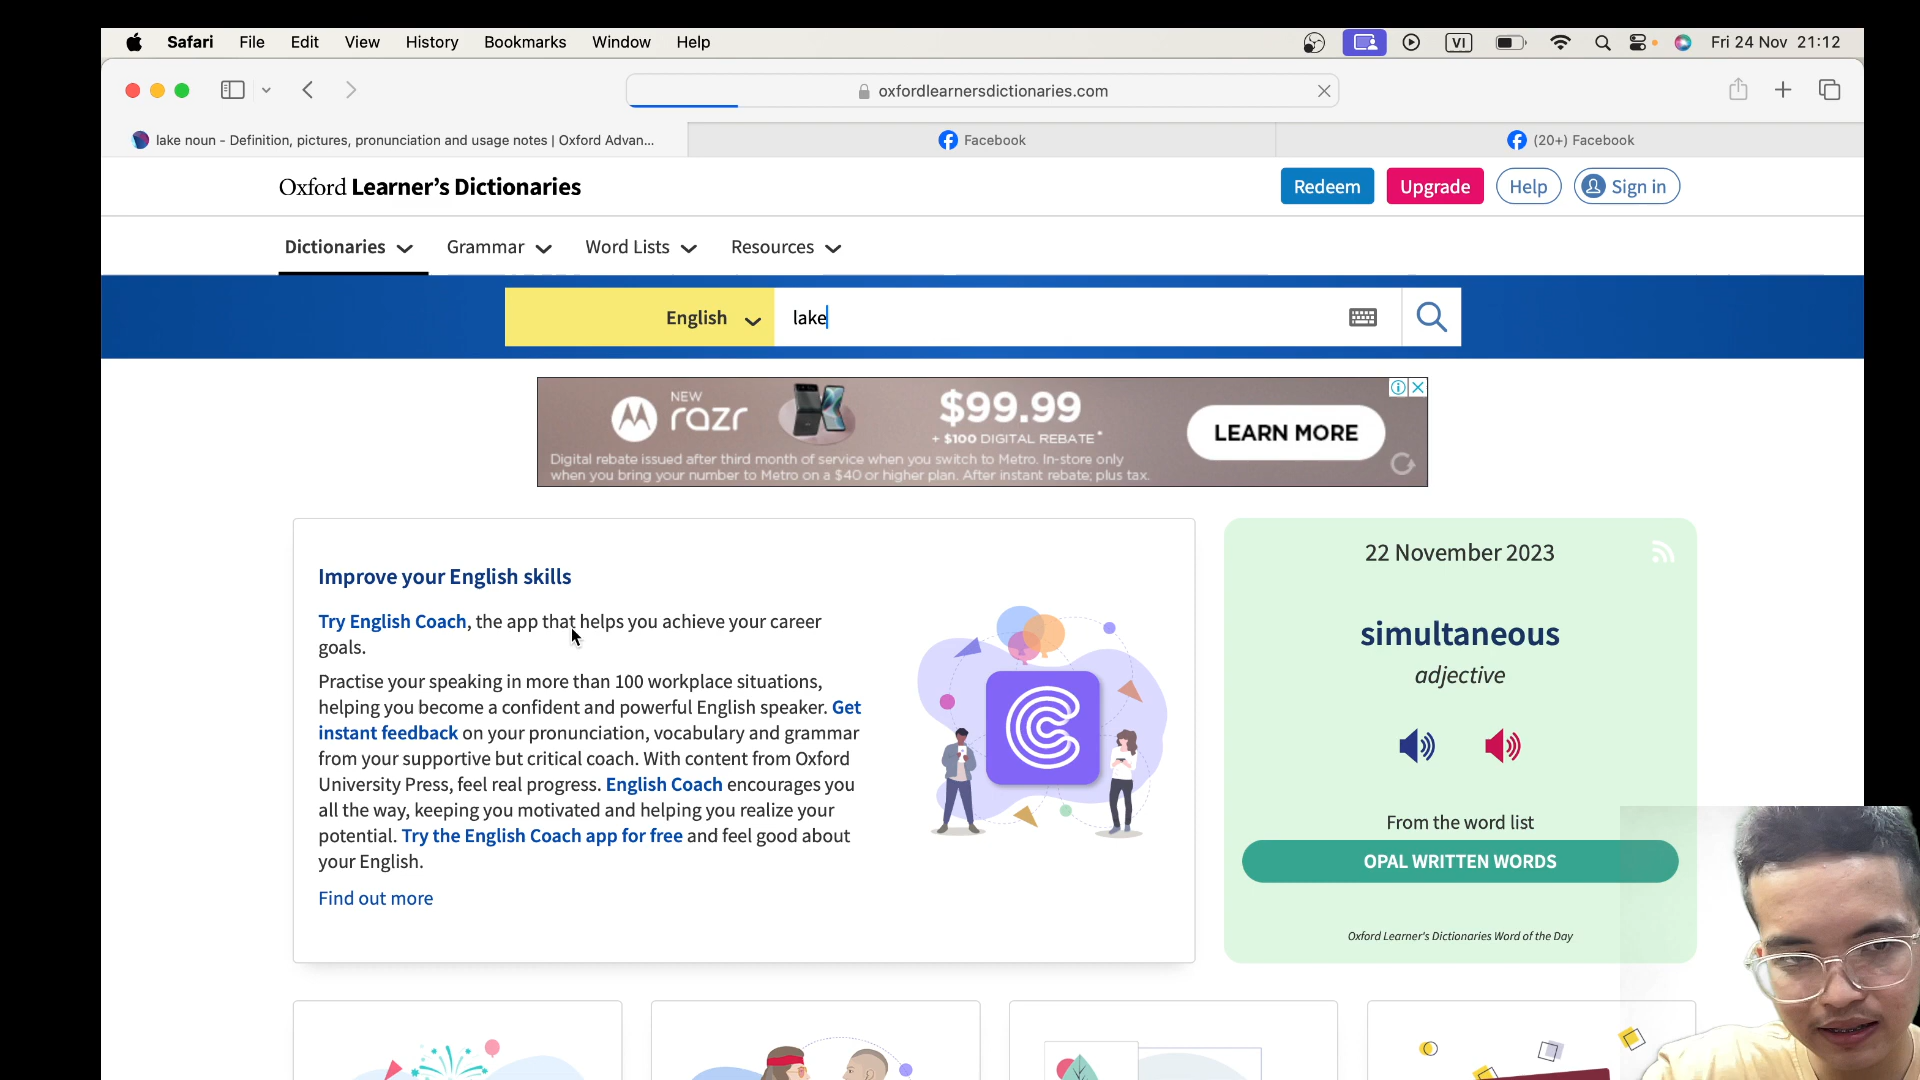 Safari File Edit View History Bookmarks Window Help
VI
Fri 24 Nov 21:12
oxfordlearnersdictionaries.com
lake noun - Definition, pictures, pronunciation and usage notes | Oxford Advan...
Facebook
(20+) Facebook
Oxford Learner's Dictionaries
Redeem
Upgrade
Help
Sign in
Dictionaries
Grammar
Word Lists
Resources
English
lake
NEW
razr
$99.99
+ $100 DIGITAL REBATE*
LEARN MORE
Digital rebate issued after third month of service when you switch to Metro. In-store only
when you bring your number to Metro on a $40 or higher plan. After instant rebate; plus tax.
Improve your English skills
Try English Coach, the app that helps you achieve your career
goals.
Practise your speaking in more than 100 workplace situations,
helping you become a confident and powerful English speaker. Get
instant feedback on your pronunciation, vocabulary and grammar
from your supportive but critical coach. With content from Oxford
University Press, feel real progress. English Coach encourages you
all the way, keeping you motivated and helping you realize your
potential. Try the English Coach app for free and feel good about
your English.
Find out more
22 November 2023
simultaneous
adjective
From the word list
OPAL WRITTEN WORDS
Oxford Learner's Dictionaries Word of the Day